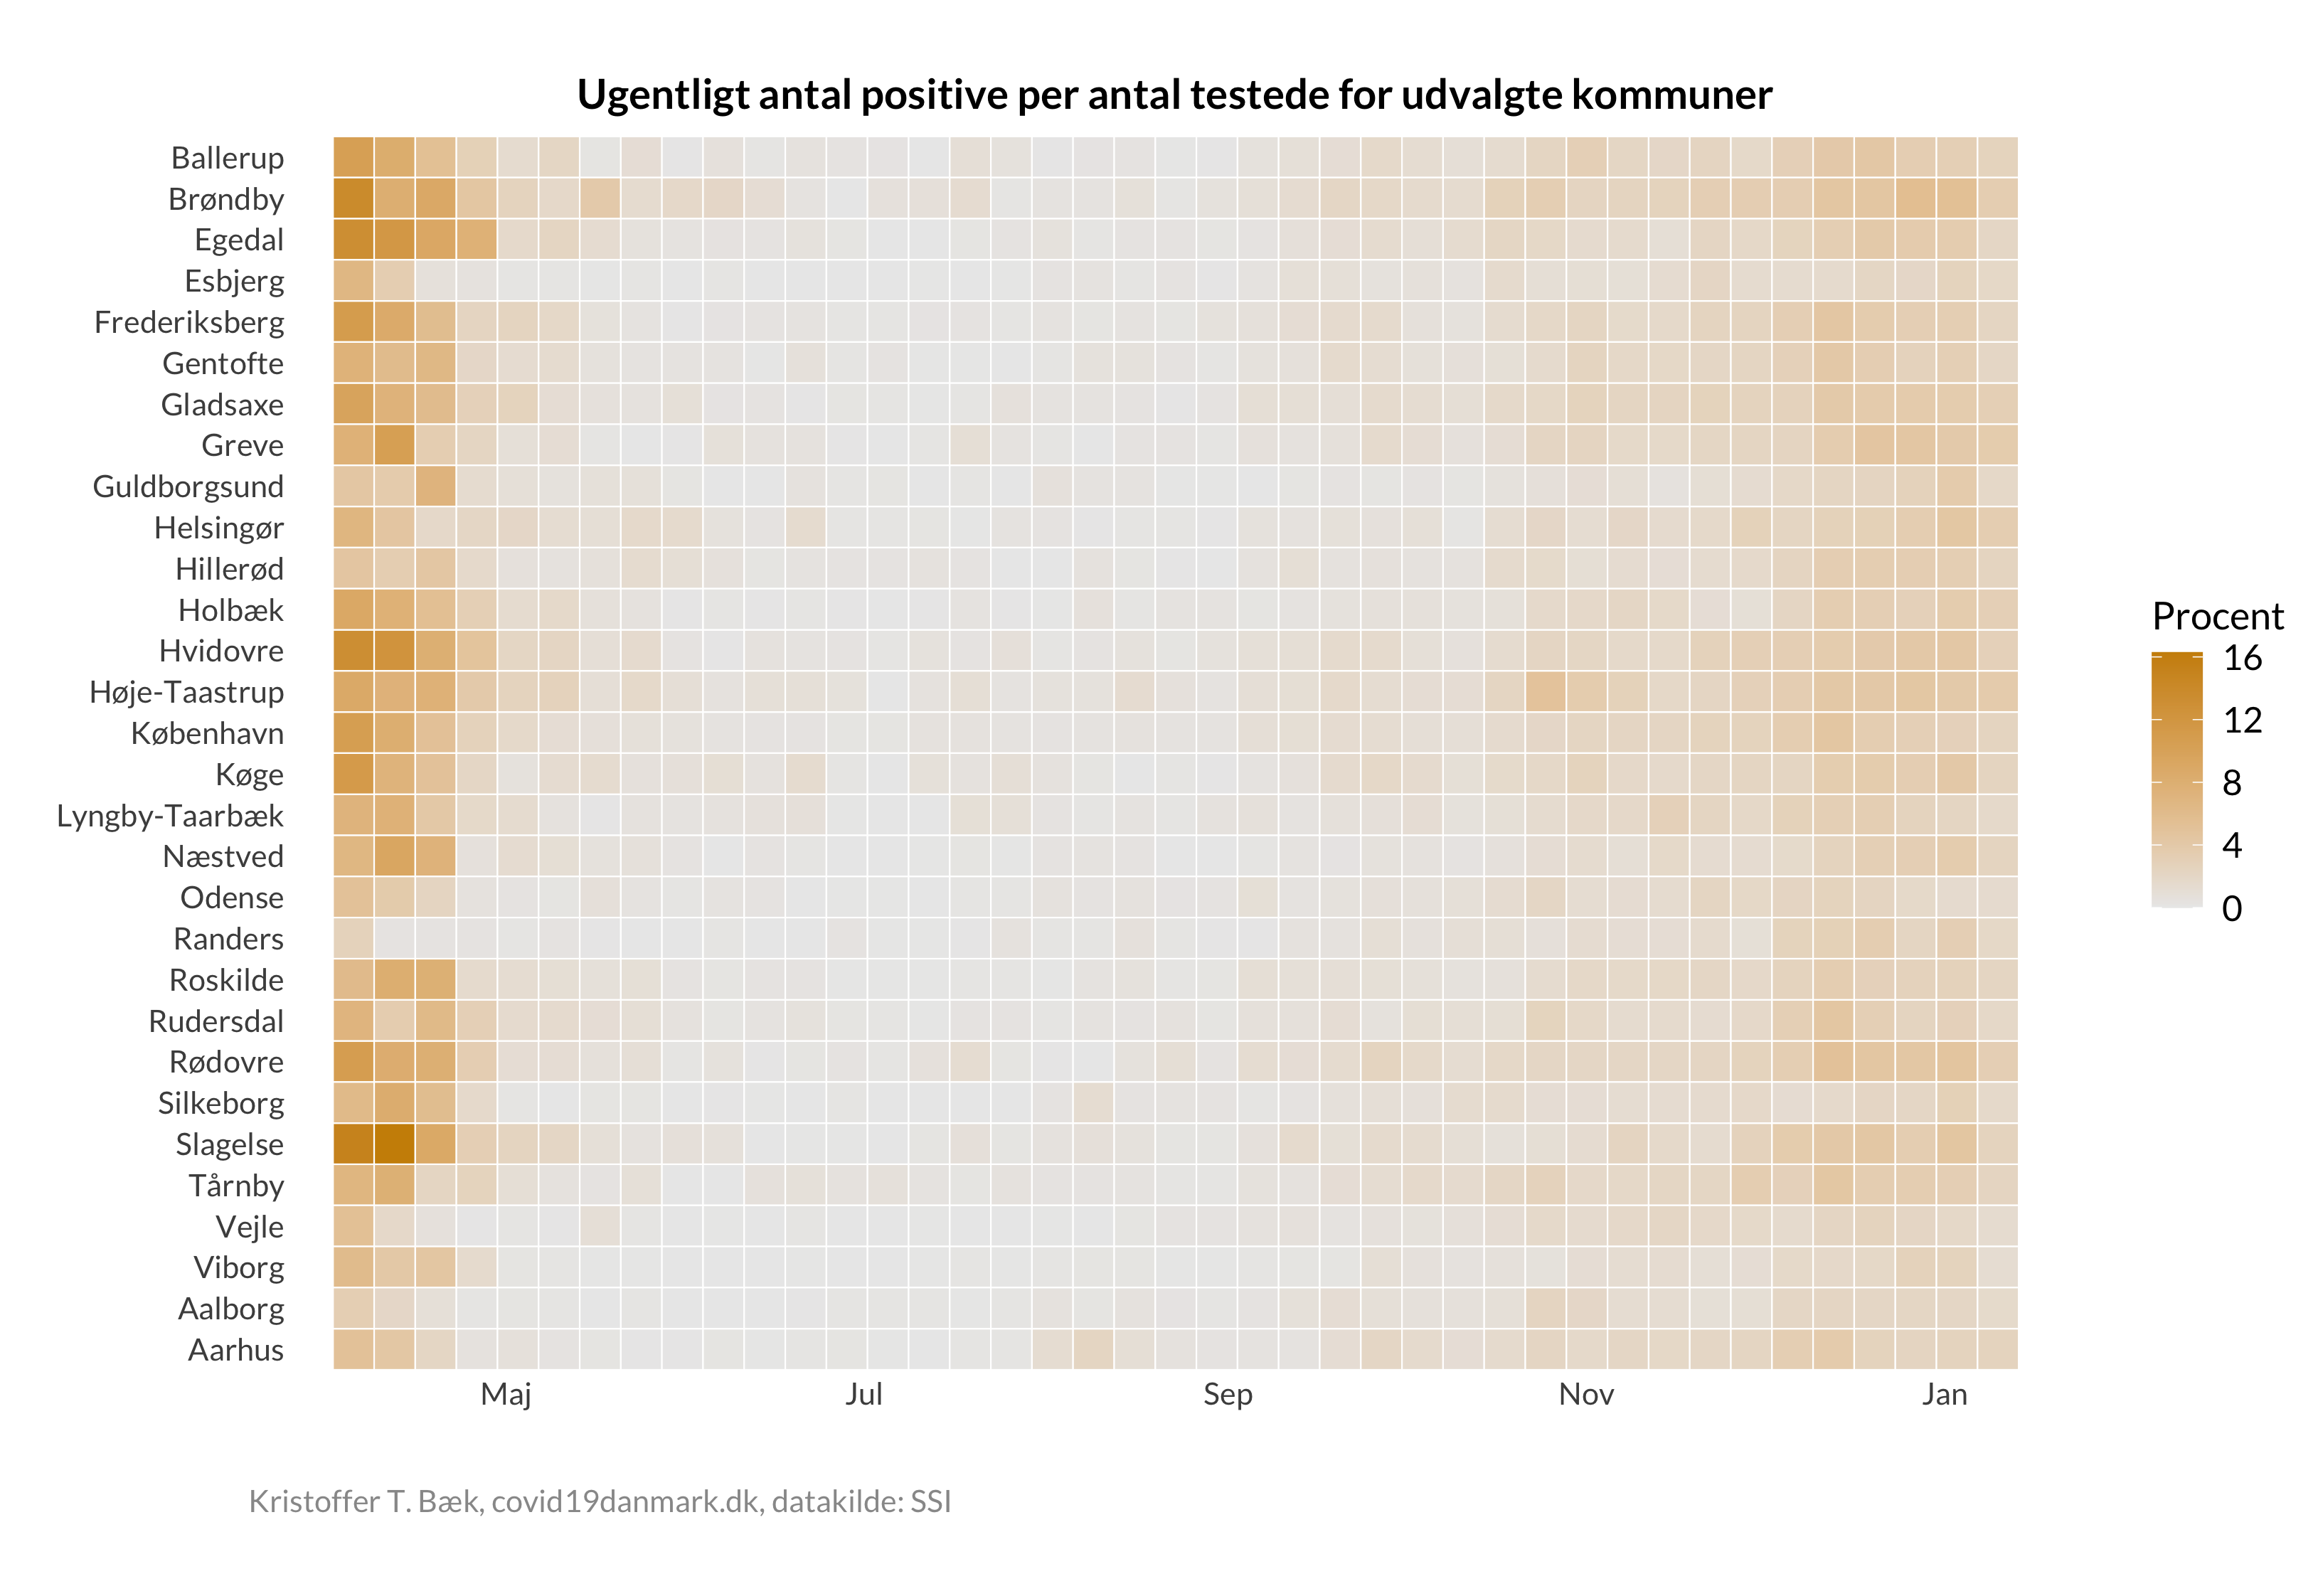 Ugentligt antal positive per antal testede for udvalgte kommuner
Ballerup
Brøndby
Egedal
Esbjerg
Frederiksberg
Gentofte
Gladsaxe
Greve
Guldborgsund
Helsingør
Hillerød
Holbæk
Hvidovre
Høje-Taastrup
København
Køge
Lyngby-Taarbæk
Næstved
Odense
Randers
Roskilde
Rudersdal
Rødovre
Silkeborg
Slagelse
Tårnby
Vejle
Viborg
Aalborg
Aarhus
Maj Jul Sep Nov Jan
Procent
16
12
8
4
0
Kristoffer T. Bæk, covid19danmark.dk, datakilde: SSI